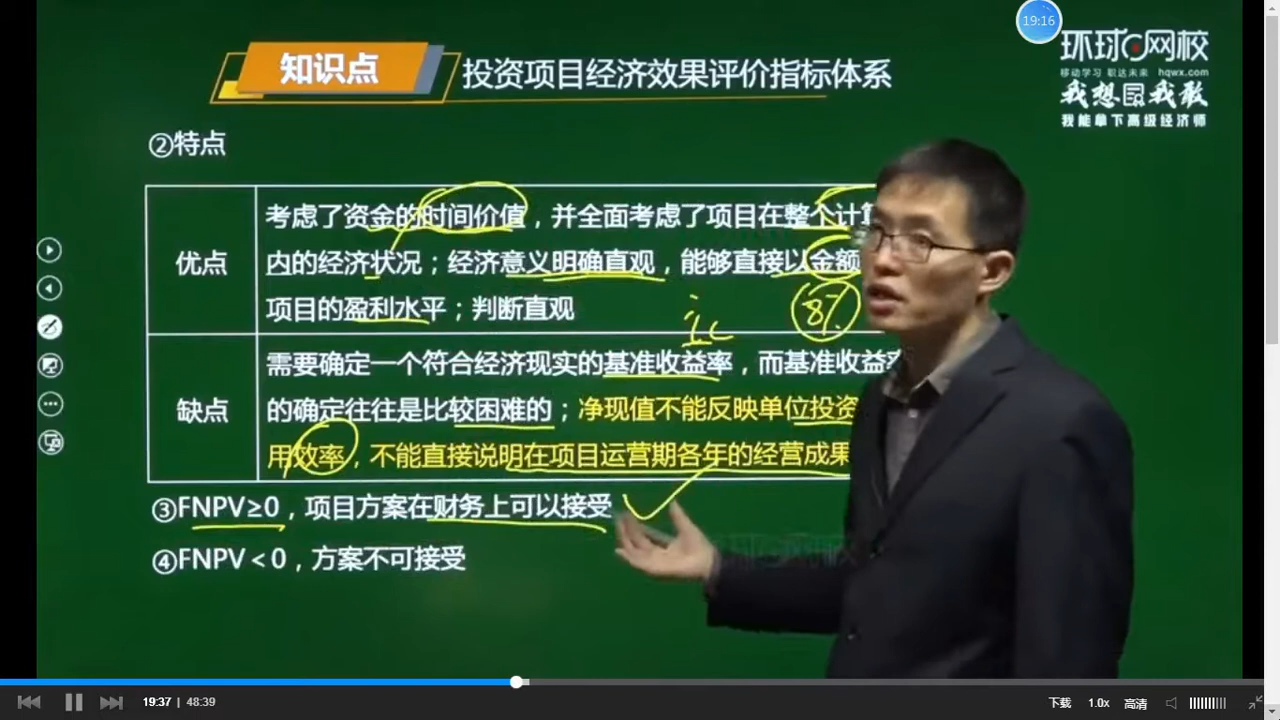 19:16
环球网校
移动学习 职达未来 hqwx.com
我想 我敢
我能拿下高级经济师
知识点
投资项目经济效果评价指标体系
②特点
优点
考虑了资金的时间价值，并全面考虑了项目在整个计算
内的经济状况；经济意义明确直观，能够直接以金额
项目的盈利水平；判断直观
ic
8%
缺点
需要确定一个符合经济现实的基准收益率，而基准收益率
的确定往往是比较困难的；净现值不能反映单位投资
用效率，不能直接说明在项目运营期各年的经营成果
③FNPV≥0，项目方案在财务上可以接受
④FNPV＜0，方案不可接受
19:37 | 48:39
下载 1.0x 高清